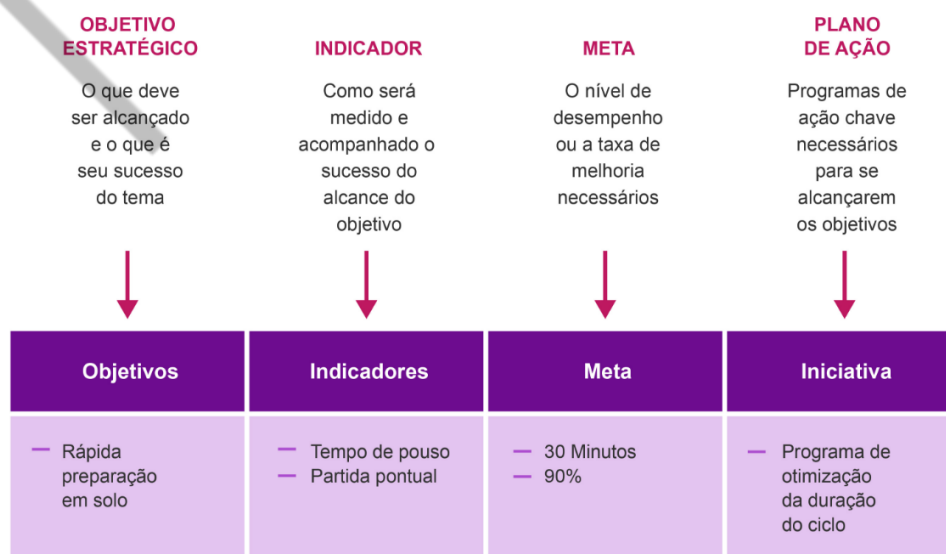 OBJETIVO
ESTRATÉGICO
O que deve
ser alcançado
e o que é
seu sucesso
do tema
INDICADOR
Como será
medido e
acompanhado o
sucesso do
alcance do
objetivo
META
O nível de
desempenho
ou a taxa de
melhoria
necessários
PLANO
DE AÇÃO
Programas de
ação chave
necessários
para se
alcançarem
os objetivos
Objetivos
Indicadores
Meta
Iniciativa
— Rápida
preparação
em solo
— Tempo de pouso
— Partida pontual
— 30 Minutos
— 90%
— Programa de
otimização
da duração
do ciclo